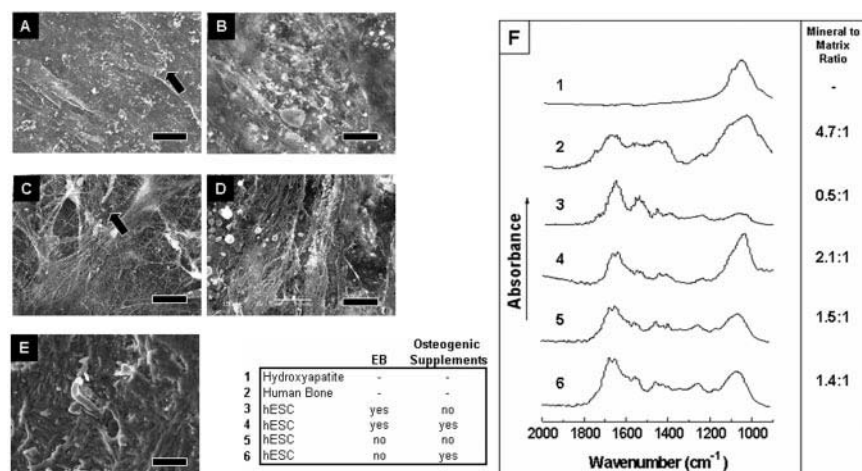 A
B
C
D
E
EB Osteogenic Supplements
1 Hydroxyapatite - -
2 Human Bone - -
3 hESC yes no
4 hESC yes yes
5 hESC no no
6 hESC no yes
F
Mineral to
Matrix
Ratio
1 -
2 4.7:1
3 0.5:1
4 2.1:1
5 1.5:1
6 1.4:1
Absorbance
2000 1800 1600 1400 1200 1000
Wavenumber (cm⁻¹)